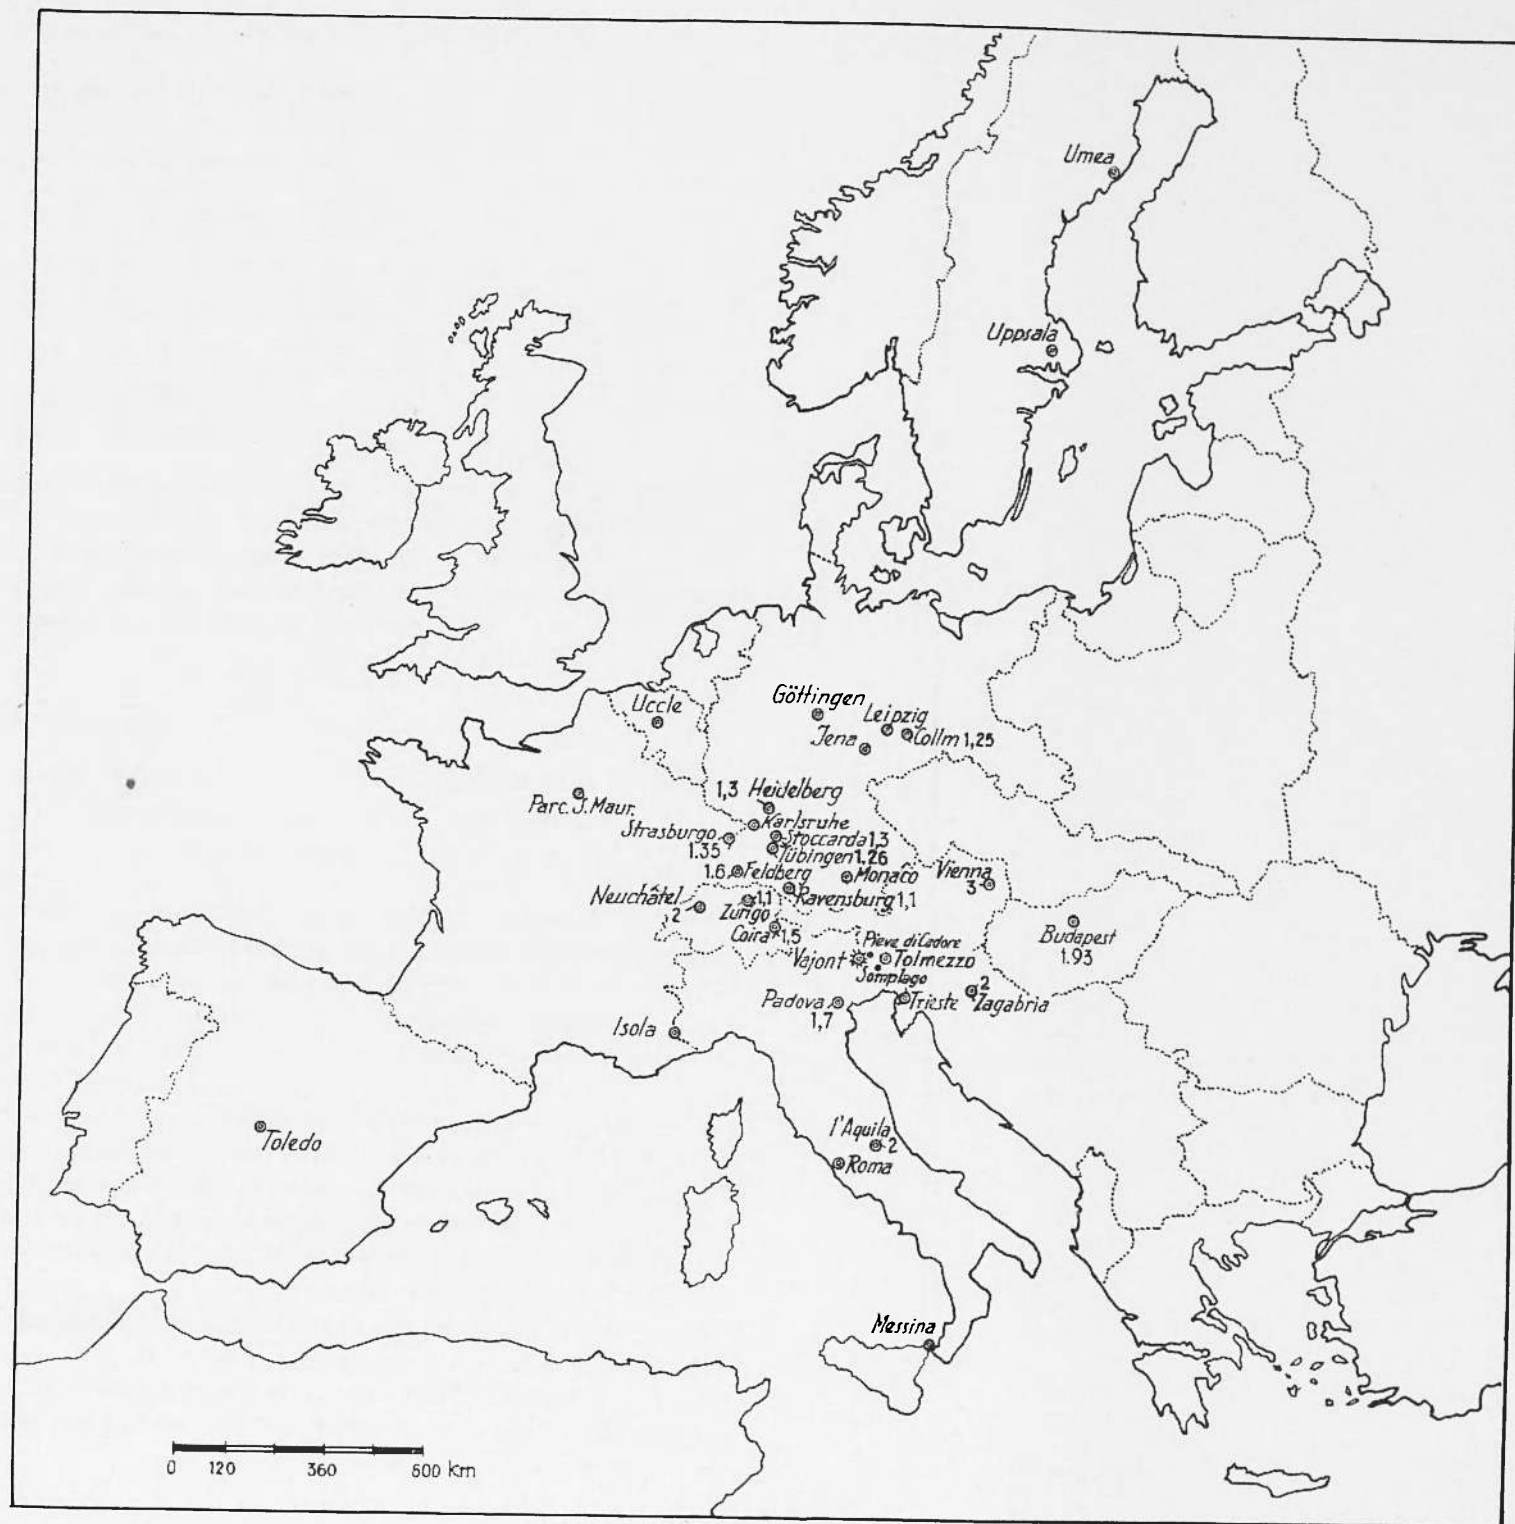 Umea
Uppsala
Göttingen
Uccle
Leipzig
Jena
Collm 1,25
1,3 Heidelberg
Parc. S. Maur.
Karlsruhe
Strasburgo
1.35
Stoccarda 1,3
Tübingen 1.26
1.6 Feldberg
Monaco
Vienna
3
Neuchâtel
2
1,1
Zurigo
Ravensburg 1,1
Coira 1,5
Budapest
1.93
Pieve di Cadore
Vajont
Tolmezzo
Somplago
Padova
1,7
Trieste
2
Zagabria
Isola
Toledo
l'Aquila
2
Roma
Messina
0 120 360 600 km